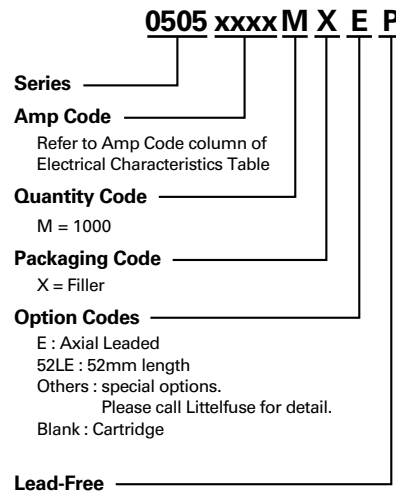 0505 xxxx M X E P
Series
Amp Code
Refer to Amp Code column of
Electrical Characteristics Table
Quantity Code
M = 1000
Packaging Code
X = Filler
Option Codes
E : Axial Leaded
52LE : 52mm length
Others : special options.
Please call Littelfuse for detail.
Blank : Cartridge
Lead-Free